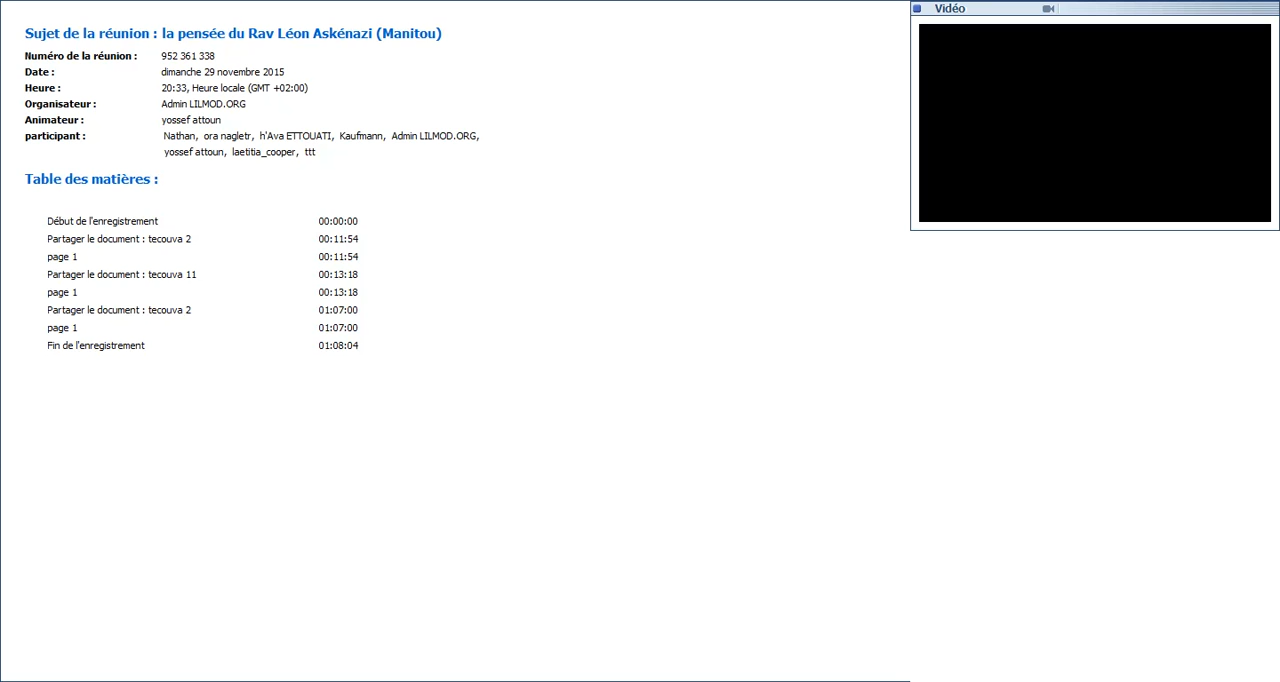 Vidéo
Sujet de la réunion : la pensée du Rav Léon Askénazi (Manitou)
Numéro de la réunion : 952 361 338
Date : dimanche 29 novembre 2015
Heure : 20:33, Heure locale (GMT +02:00)
Organisateur : Admin LILMOD.ORG
Animateur : yossef attoun
participant : Nathan, ora nagletr, h'Ava ETTOUATI, Kaufmann, Admin LILMOD.ORG,
yossef attoun, laetitia_cooper, ttt
Table des matières :
Début de l'enregistrement 00:00:00
Partager le document : tecouva 2 00:11:54
page 1 00:11:54
Partager le document : tecouva 11 00:13:18
page 1 00:13:18
Partager le document : tecouva 2 01:07:00
page 1 01:07:00
Fin de l'enregistrement 01:08:04